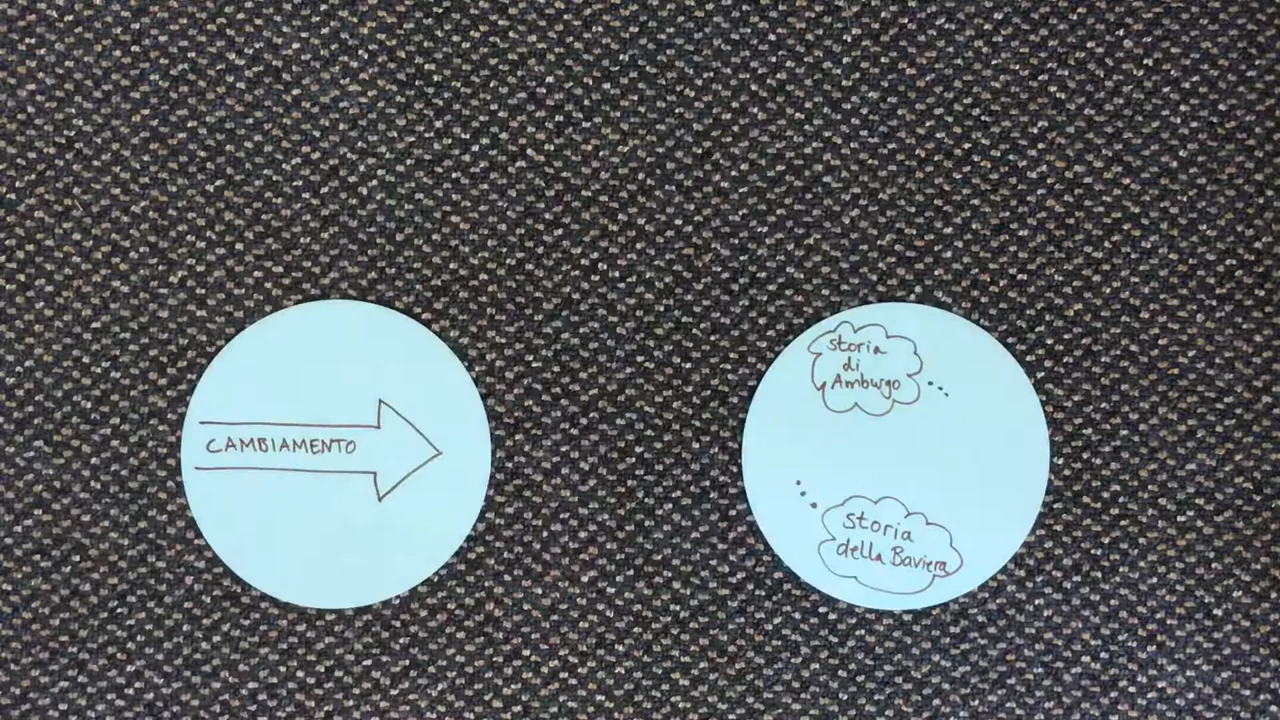 CAMBIAMENTO
storia
di
Amburgo
storia
della Baviera